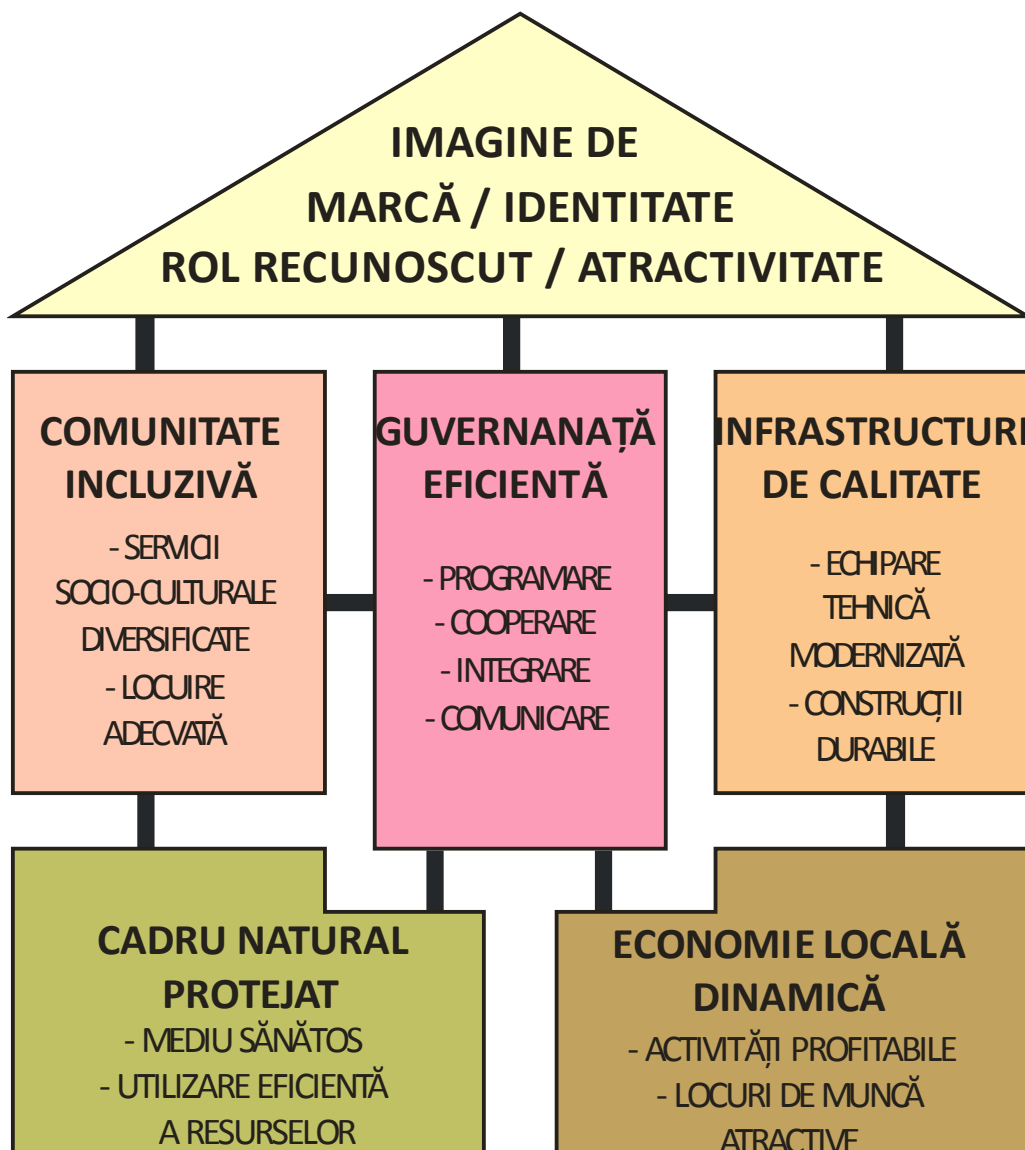 IMAGINE DE
MARCĂ / IDENTITATE
ROL RECUNOSCUT / ATRACTIVITATE
COMUNITATE
INCLUZIVĂ
- SERVICII
SOCIO-CULTURALE
DIVERSIFICATE
- LOCUIRE
ADECVATĂ
GUVERNANAȚĂ
EFICIENTĂ
- PROGRAMARE
- COOPERARE
- INTEGRARE
- COMUNICARE
INFRASTRUCTURI
DE CALITATE
- ECHIPARE
TEHNICĂ
MODERNIZATĂ
- CONSTRUCȚII
DURABILE
CADRU NATURAL
PROTEJAT
- MEDIU SĂNĂTOS
- UTILIZARE EFICIENTĂ
A RESURSELOR
ECONOMIE LOCALĂ
DINAMICĂ
- ACTIVITĂȚI PROFITABILE
- LOCURI DE MUNCĂ
ATRACTIVE